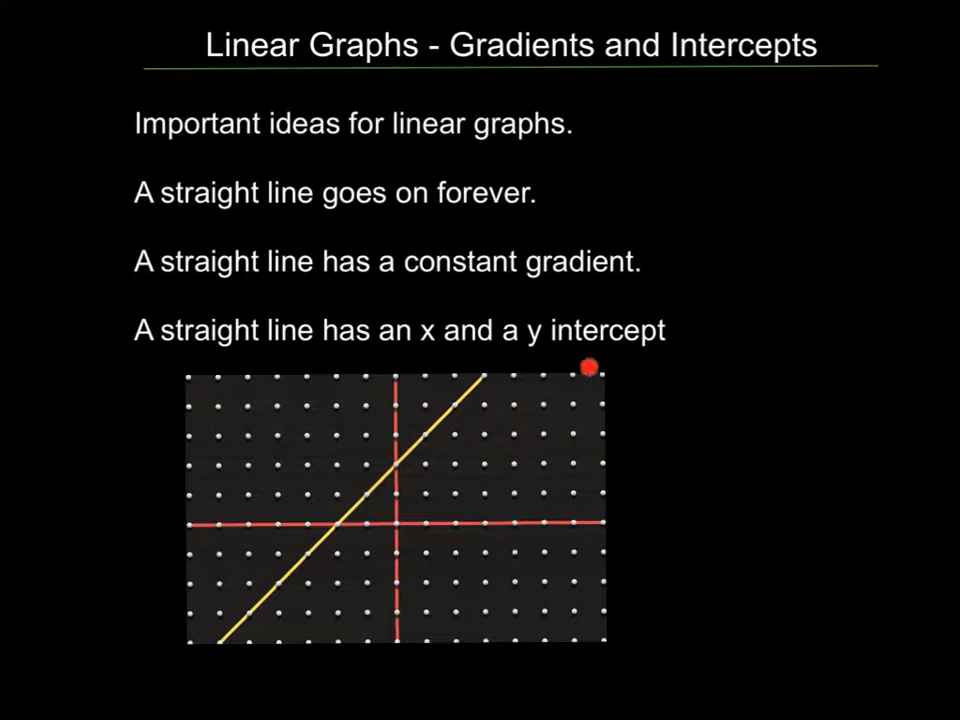 Linear Graphs - Gradients and Intercepts
Important ideas for linear graphs.
A straight line goes on forever.
A straight line has a constant gradient.
A straight line has an x and a y intercept